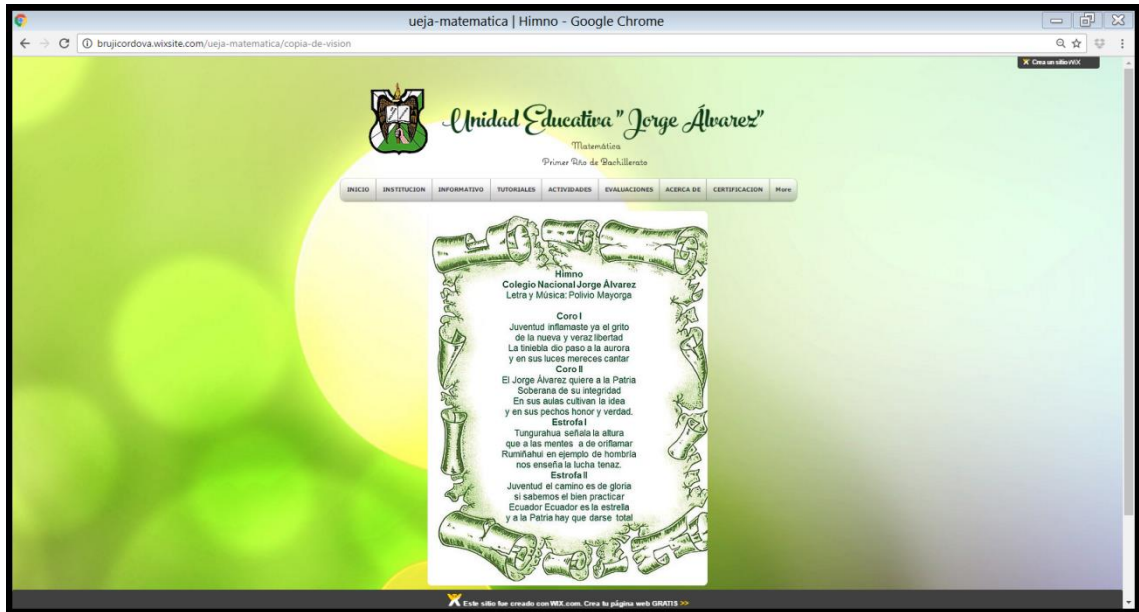 ueja-matematica | Himno - Google Chrome
brujicordova.wixsite.com/ueja-matematica/copia-de-vision
Crea un sitio WiX
Unidad Educativa " Jorge Álvarez"
Matemática
Primer Año de Bachillerato
INICIO INSTITUCION INFORMATIVO TUTORIALES ACTIVIDADES EVALUACIONES ACERCA DE CERTIFICACION More
Himno
Colegio Nacional Jorge Álvarez
Letra y Música: Polivio Mayorga
Coro I
Juventud inflamaste ya el grito
de la nueva y veraz libertad
La tiniebla dio paso a la aurora
y en sus luces mereces cantar
Coro II
El Jorge Álvarez quiere a la Patria
Soberana de su integridad
En sus aulas cultivan la idea
y en sus pechos honor y verdad.
Estrofa I
Tungurahua señala la altura
que a las mentes a de oriflamar
Rumiñahui en ejemplo de hombría
nos enseña la lucha tenaz.
Estrofa II
Juventud el camino es de gloria
si sabemos el bien practicar
Ecuador Ecuador es la estrella
y a la Patria hay que darse total
Este sitio fue creado con WIX.com. Crea tu página web GRATIS >>